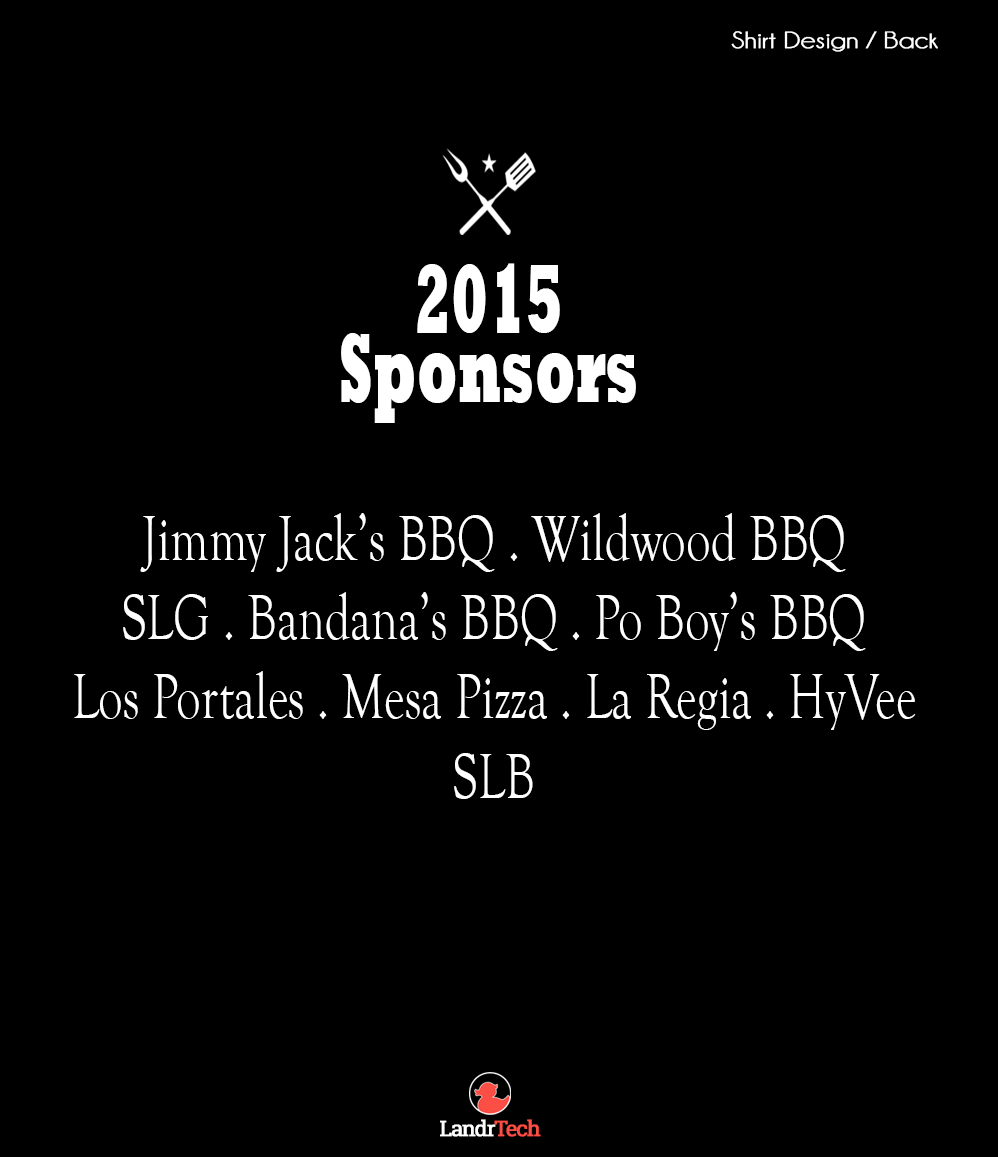 Shirt Design / Back
2015
Sponsors
Jimmy Jack’s BBQ . Wildwood BBQ
SLG . Bandana’s BBQ . Po Boy’s BBQ
Los Portales . Mesa Pizza . La Regia . HyVee
SLB
LandrTech